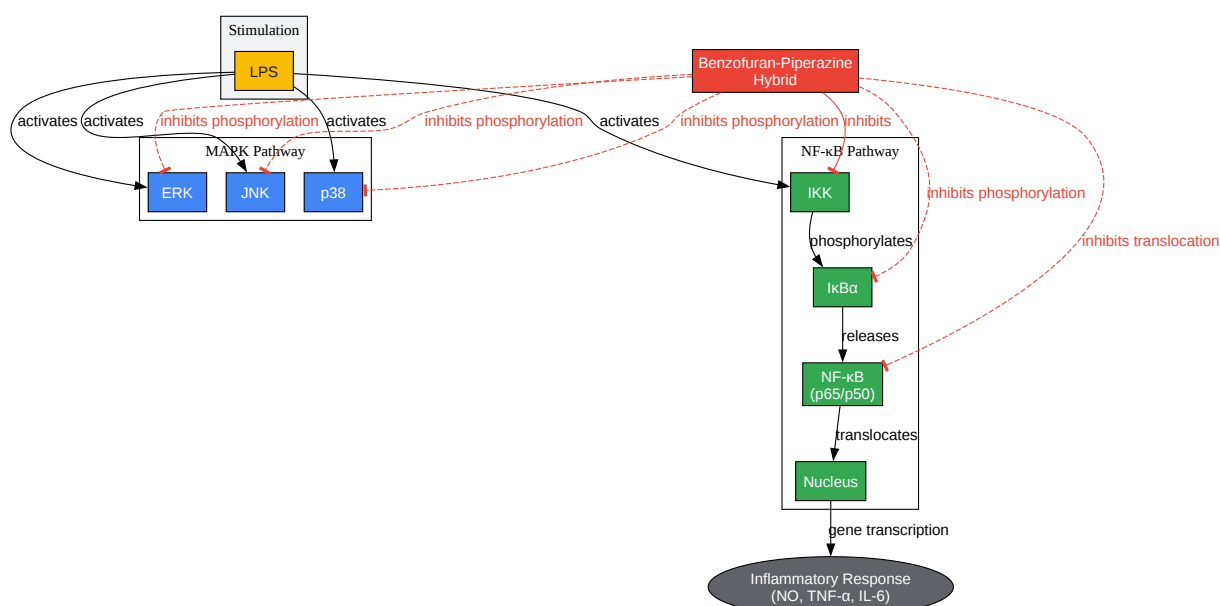 Stimulation
LPS
Benzofuran-Piperazine
Hybrid
activates
activates
inhibits phosphorylation
activates
inhibits phosphorylation
activates
inhibits phosphorylation
inhibits
MAPK Pathway
NF-κB Pathway
ERK
JNK
p38
IKK
inhibits phosphorylation
phosphorylates
inhibits translocation
IκBα
releases
NF-κB
(p65/p50)
translocates
Nucleus
gene transcription
Inflammatory Response
(NO, TNF-α, IL-6)